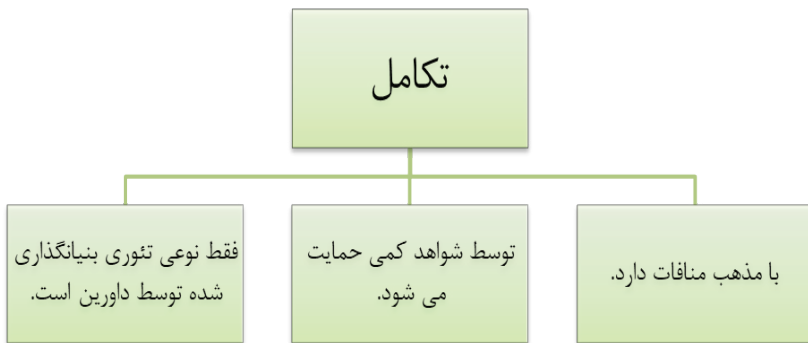 تکامل
با مذهب منافات دارد.
توسط شواهد کمی حمایت
می شود.
فقط نوعی تئوری بنیانگذاری
شده توسط داورین است.